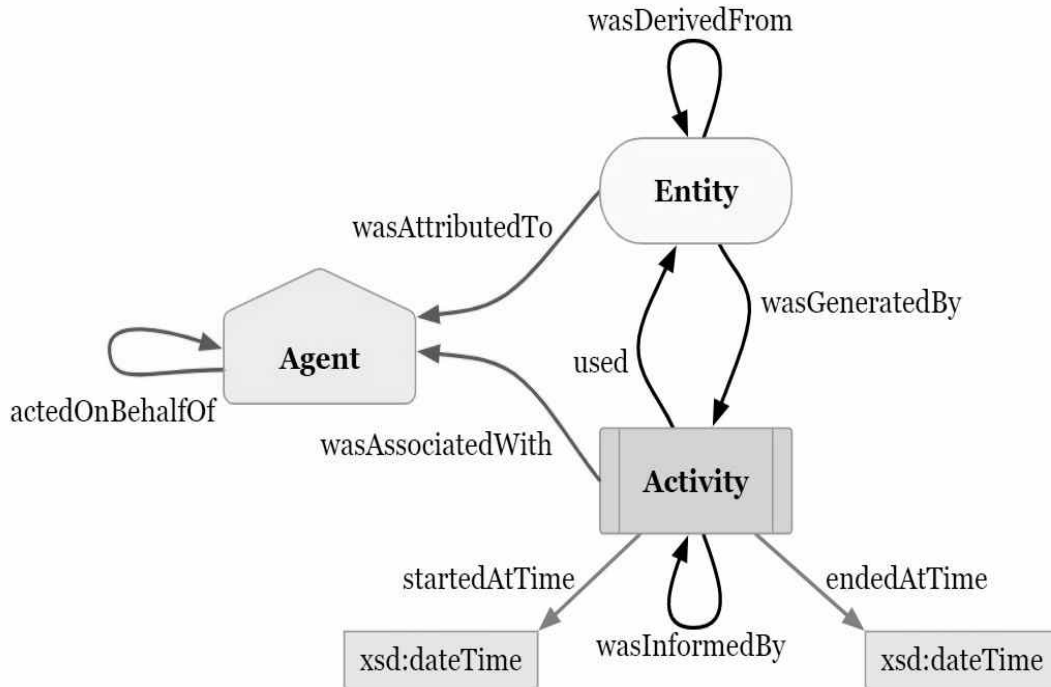 wasDerivedFrom
Entity
wasAttributedTo
wasGeneratedBy
used
Agent
actedOnBehalfOf
wasAssociatedWith
Activity
startedAtTime
endedAtTime
wasInformedBy
xsd:dateTime
xsd:dateTime